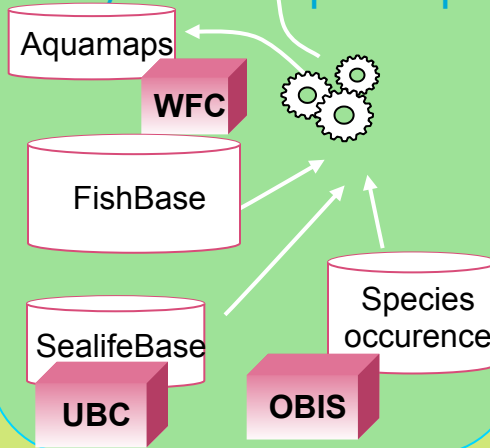 Aquamaps
WFC
FishBase
SealifeBase
UBC
Species
occurence
OBIS